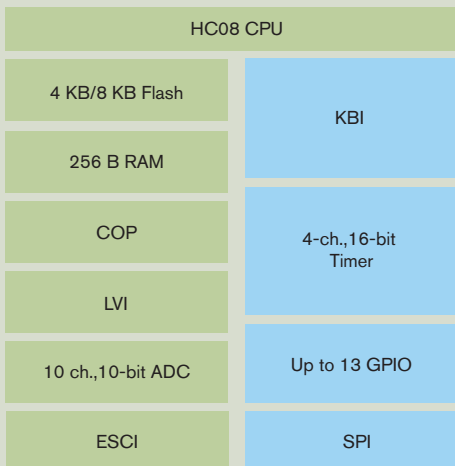 HC08 CPU
4 KB/8 KB Flash
256 B RAM
COP
LVI
10 ch.,10-bit ADC
ESCI
KBI
4-ch.,16-bit
Timer
Up to 13 GPIO
SPI